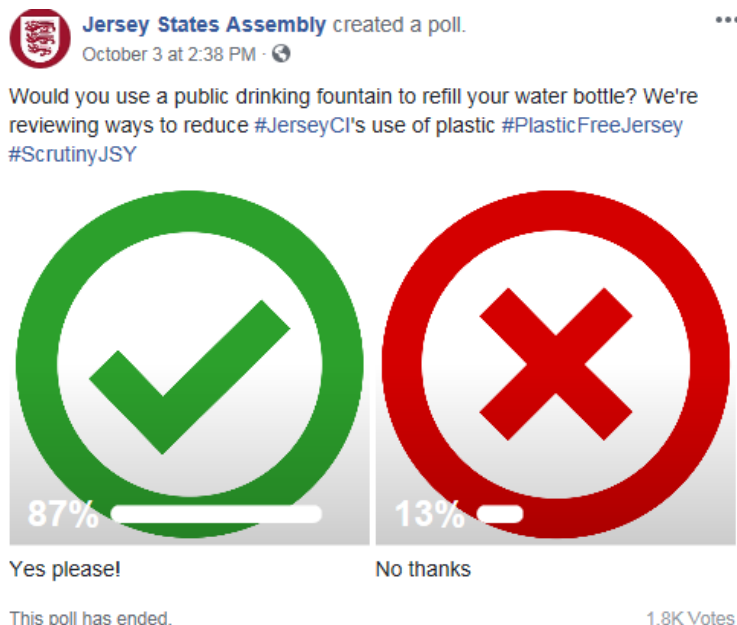 Jersey States Assembly created a poll.
October 3 at 2:38 PM ·
Would you use a public drinking fountain to refill your water bottle? We're
reviewing ways to reduce #JerseyCI's use of plastic #PlasticFreeJersey
#ScrutinyJSY
87%
13%
Yes please!
No thanks
This poll has ended.
1.8K Votes